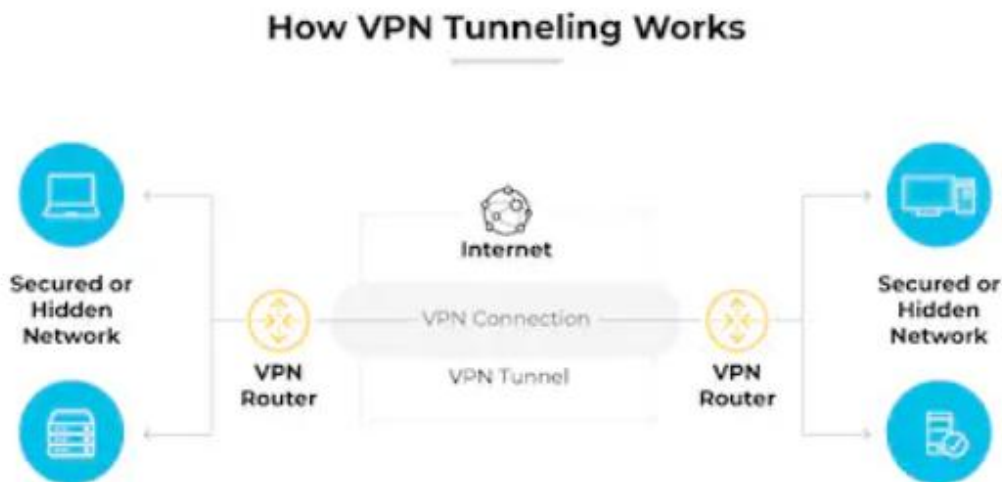 How VPN Tunneling Works
Internet
Secured or
Hidden
Network
VPN Connection
Secured or
Hidden
Network
VPN
Router
VPN Tunnel
VPN
Router